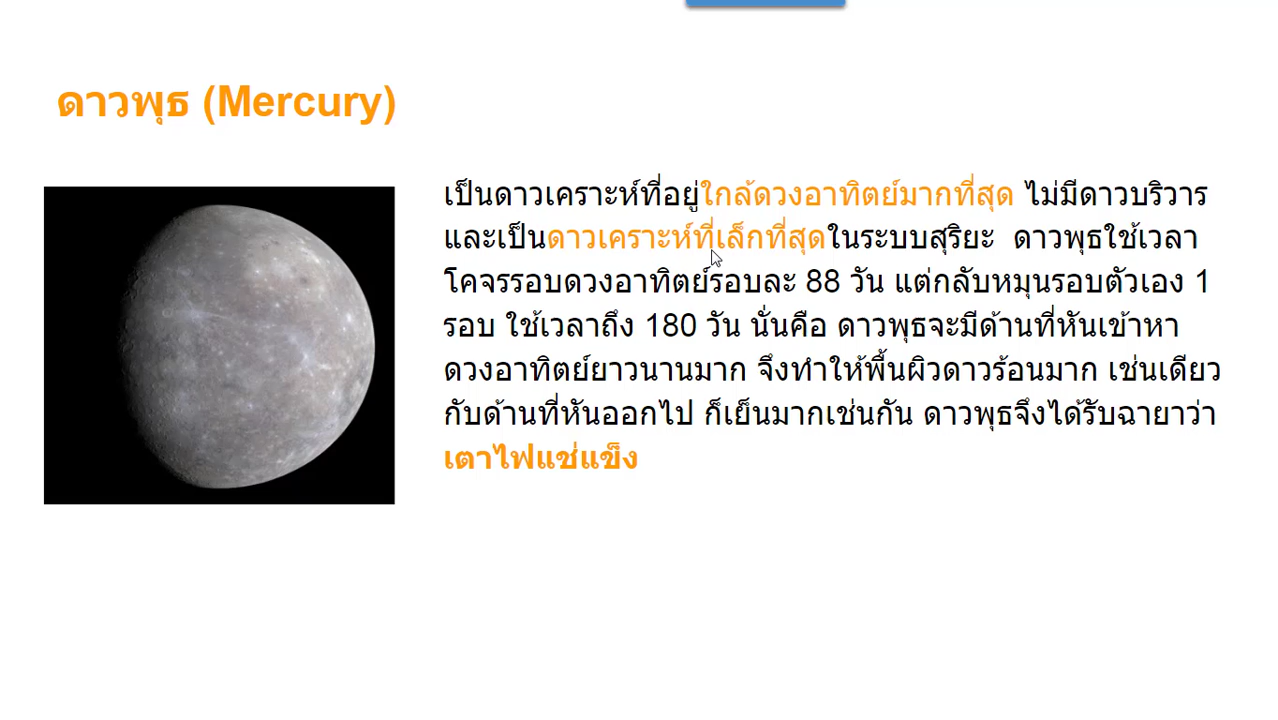 ดาวพุธ (Mercury)
เป็นดาวเคราะห์ที่อยู่ใกล้ดวงอาทิตย์มากที่สุด ไม่มีดาวบริวาร
และเป็นดาวเคราะห์ที่เล็กที่สุดในระบบสุริยะ ดาวพุธใช้เวลา
โคจรรอบดวงอาทิตย์รอบละ 88 วัน แต่กลับหมุนรอบตัวเอง 1
รอบ ใช้เวลาถึง 180 วัน นั่นคือ ดาวพุธจะมีด้านที่หันเข้าหา
ดวงอาทิตย์ยาวนานมาก จึงทำให้พื้นผิวดาวร้อนมาก เช่นเดียว
กับด้านที่หันออกไป ก็เย็นมากเช่นกัน ดาวพุธจึงได้รับฉายาว่า
เตาไฟแช่แข็ง